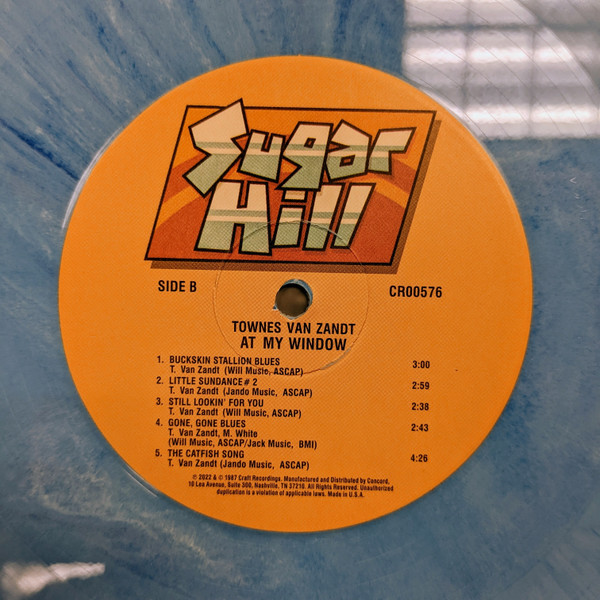 Sugar
Hill
SIDE B
CR00576
TOWNES VAN ZANDT
AT MY WINDOW
1. BUCKSKIN STALLION BLUES
T. Van Zandt (Will Music, ASCAP) 3:00
2. LITTLE SUNDANCE # 2
T. Van Zandt (Jando Music, ASCAP) 2:59
3. STILL LOOKIN' FOR YOU
T. Van Zandt (Will Music, ASCAP) 2:38
4. GONE, GONE BLUES
T. Van Zandt, M. White 2:43
(Will Music, ASCAP/Jack Music, BMI)
5. THE CATFISH SONG
T. Van Zandt (Jando Music, ASCAP) 4:26
℗ 2022 & © 1987 Craft Recordings. Manufactured and Distributed by Concord,
10 Lea Avenue, Suite 300, Nashville, TN 37210. All Rights Reserved. Unauthorized
duplication is a violation of applicable laws. Made in U.S.A.